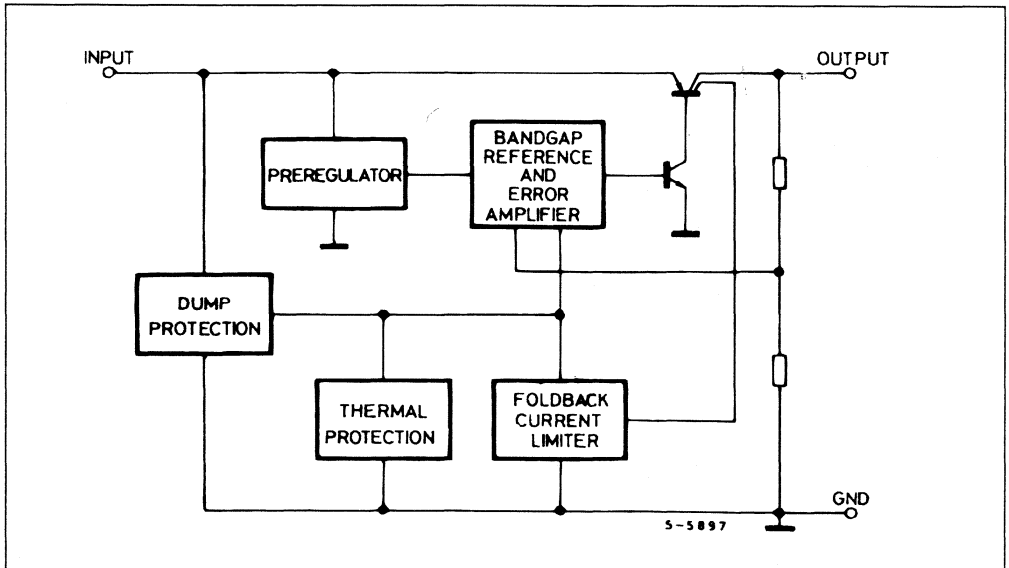 INPUT
OUTPUT
BANDGAP
REFERENCE
AND
ERROR
AMPLIFIER
PREREGULATOR
DUMP
PROTECTION
THERMAL
PROTECTION
FOLDBACK
CURRENT
LIMITER
GND
S-5897